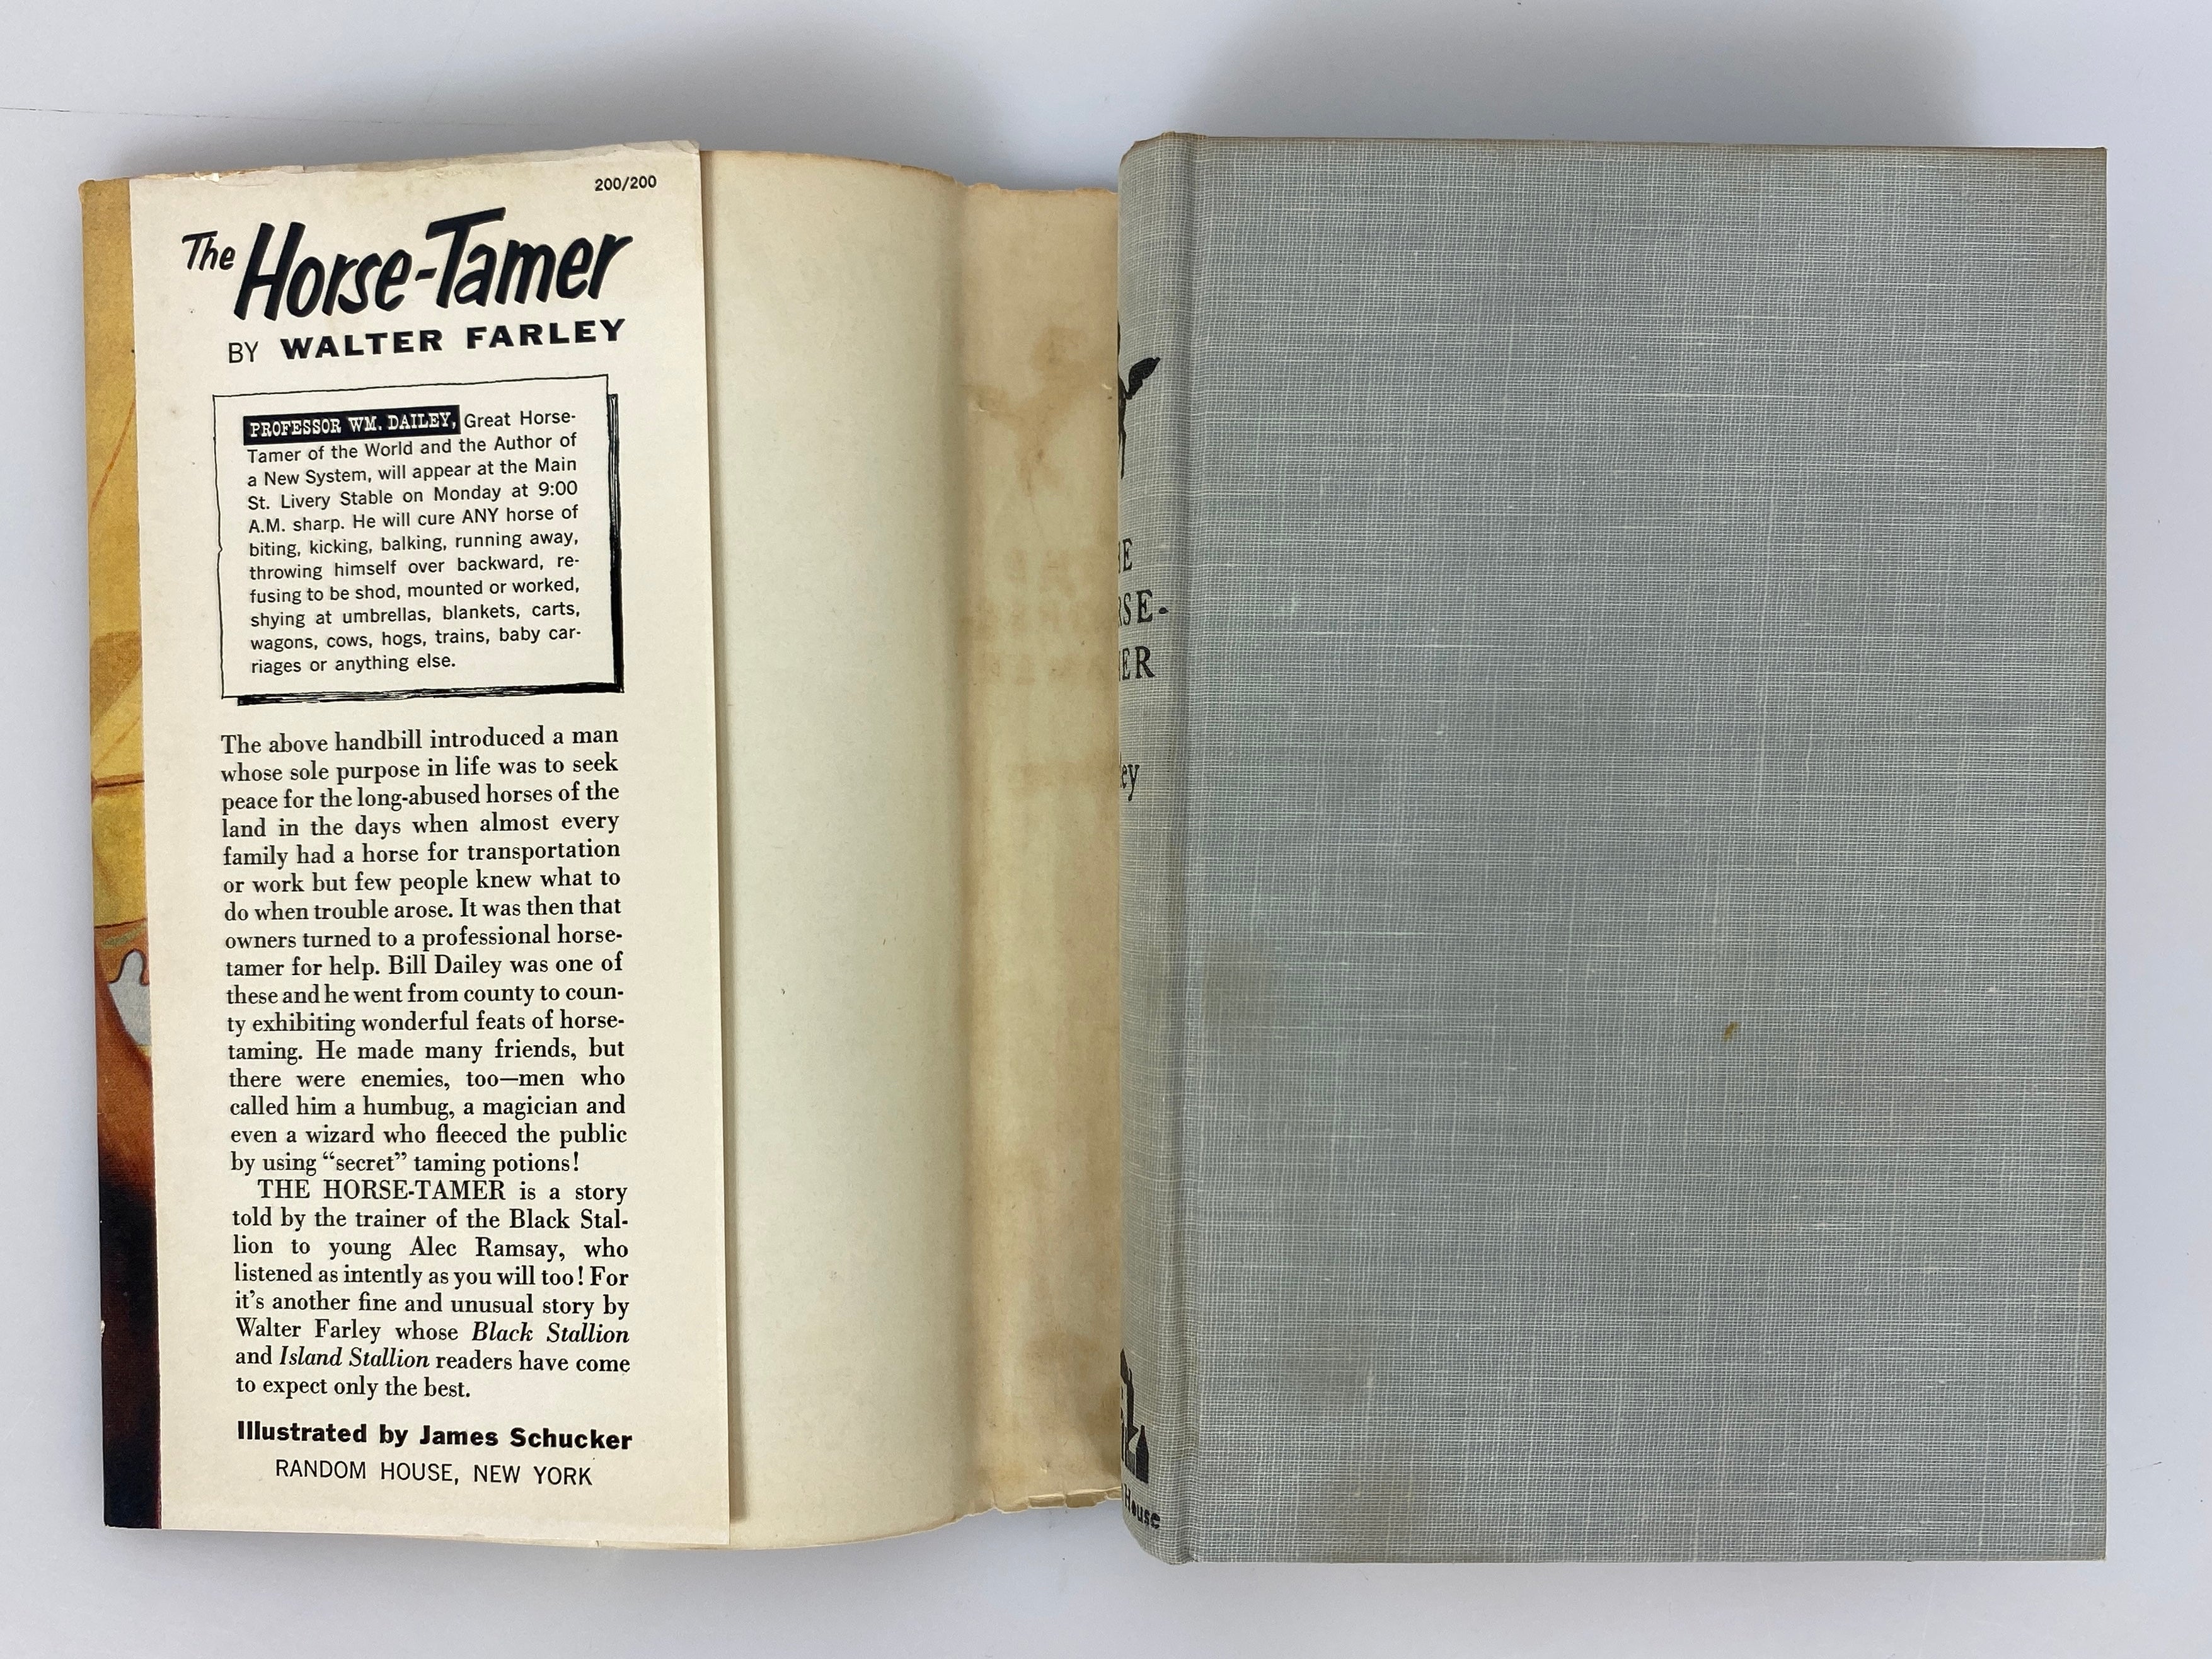 200/200
The Horse-Tamer
BY WALTER FARLEY
PROFESSOR WM. DAILEY, Great Horse-
Tamer of the World and the Author of
a New System, will appear at the Main
St. Livery Stable on Monday at 9:00
A.M. sharp. He will cure ANY horse of
biting, kicking, balking, running away,
throwing himself over backward, re-
fusing to be shod, mounted or worked,
shying at umbrellas, blankets, carts,
wagons, cows, hogs, trains, baby car-
riages or anything else.
The above handbill introduced a man
whose sole purpose in life was to seek
peace for the long-abused horses of the
land in the days when almost every
family had a horse for transportation
or work but few people knew what to
do when trouble arose. It was then that
owners turned to a professional horse-
tamer for help. Bill Dailey was one of
these and he went from county to coun-
ty exhibiting wonderful feats of horse-
taming. He made many friends, but
there were enemies, too—men who
called him a humbug, a magician and
even a wizard who fleeced the public
by using “secret” taming potions!
THE HORSE-TAMER is a story
told by the trainer of the Black Stal-
lion to young Alec Ramsay, who
listened as intently as you will too! For
it's another fine and unusual story by
Walter Farley whose Black Stallion
and Island Stallion readers have come
to expect only the best.
Illustrated by James Schucker
RANDOM HOUSE, NEW YORK
HE
RSE-
ER
ey
House